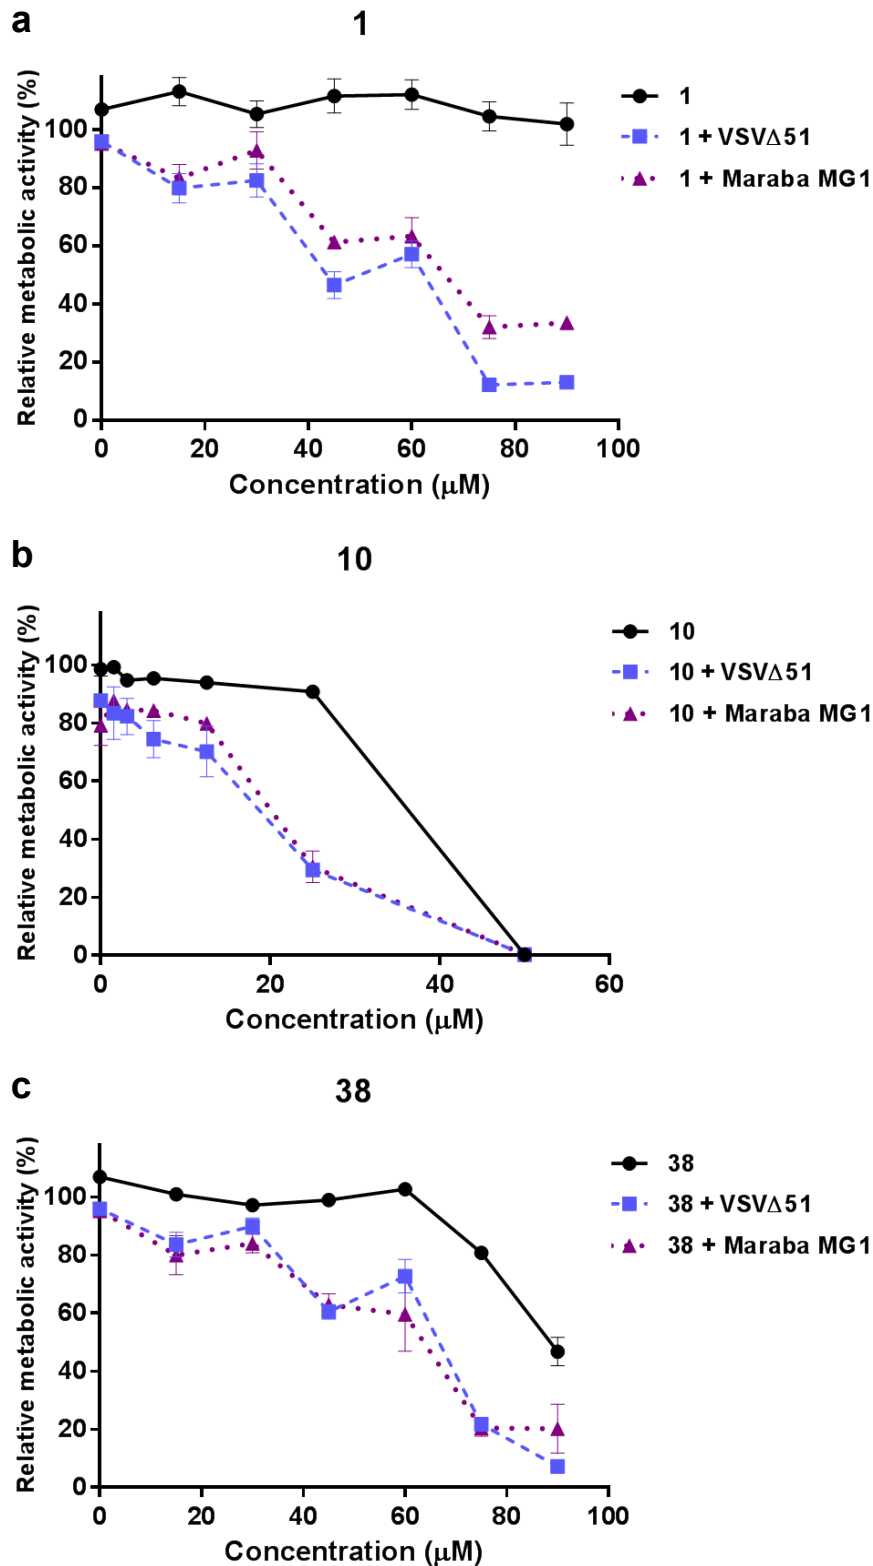 a
1
Relative metabolic activity (%)
100
80
60
40
20
0
0 20 40 60 80 100
Concentration (μM)
1
1 + VSVΔ51
1 + Maraba MG1
b
10
Relative metabolic activity (%)
100
80
60
40
20
0
0 20 40 60
Concentration (μM)
10
10 + VSVΔ51
10 + Maraba MG1
c
38
Relative metabolic activity (%)
100
80
60
40
20
0
0 20 40 60 80 100
Concentration (μM)
38
38 + VSVΔ51
38 + Maraba MG1